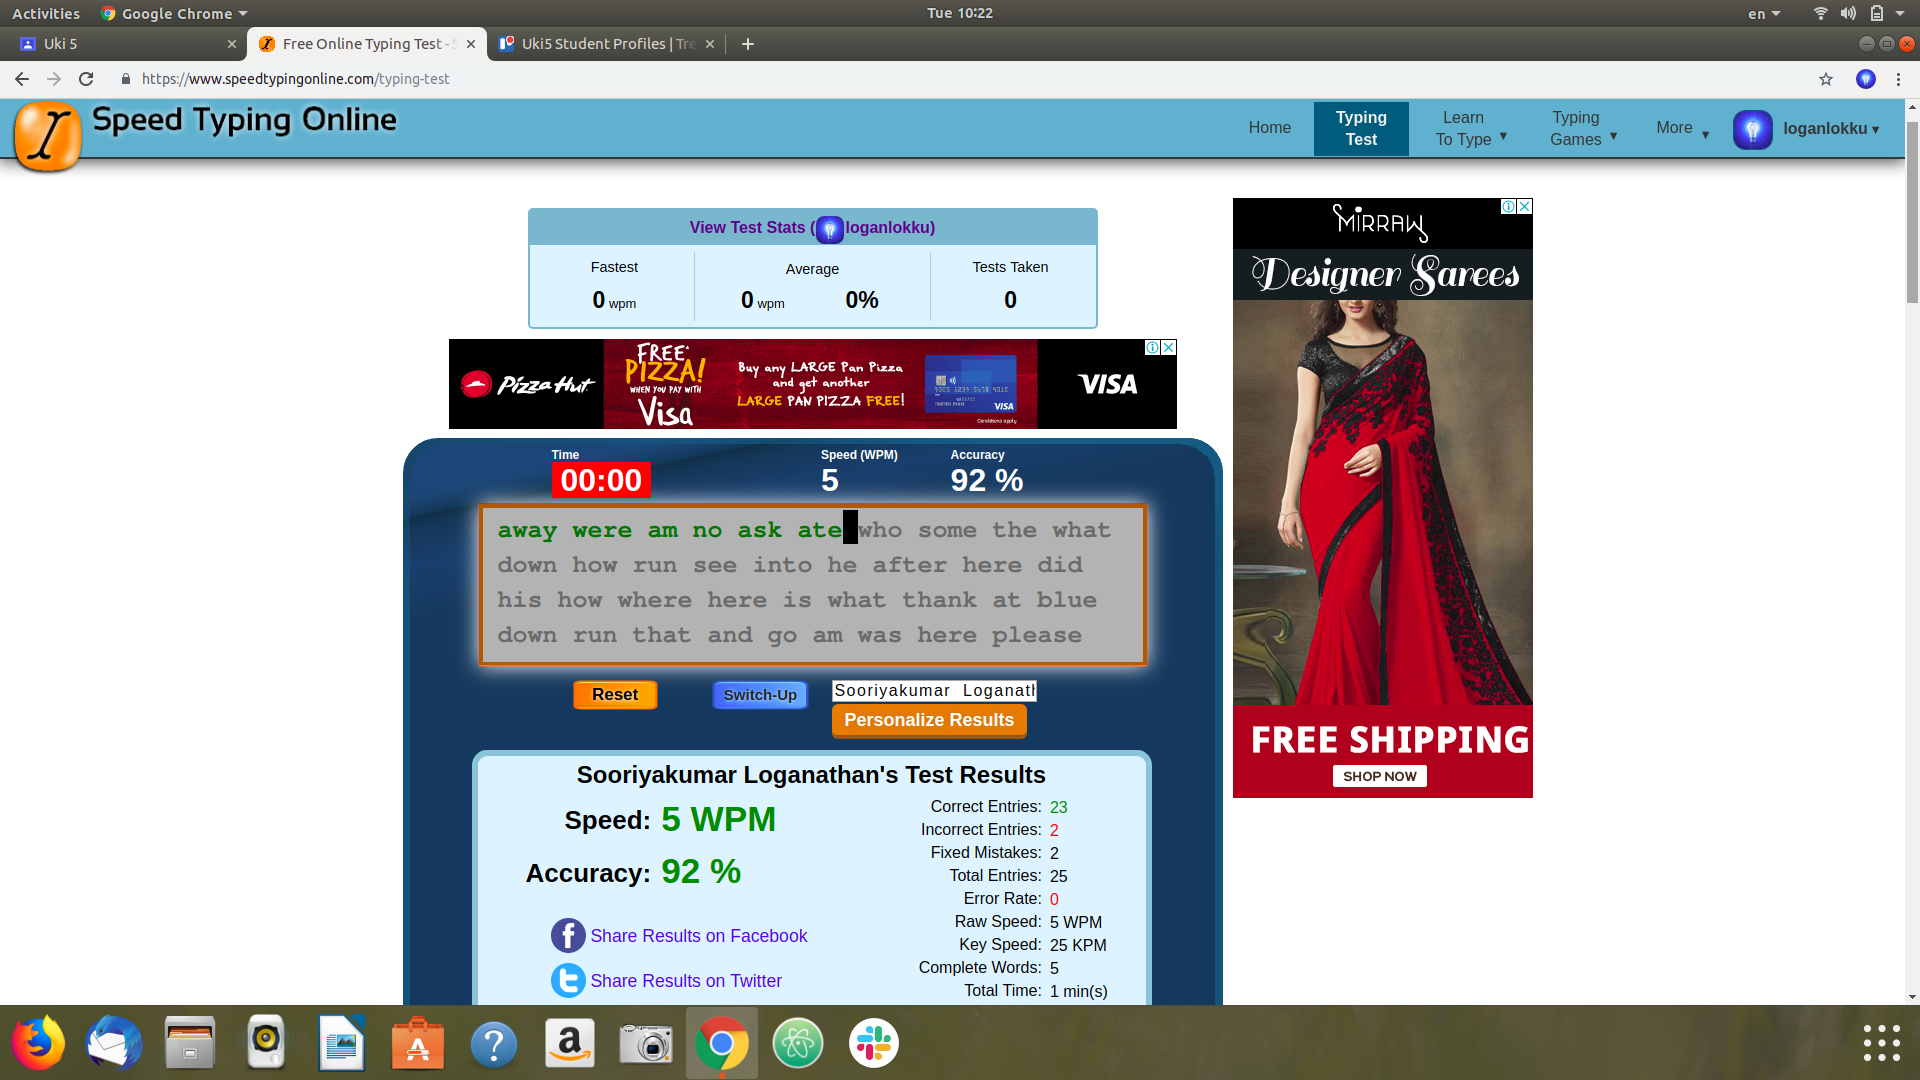 Activities Google Chrome Tue 10:22 en
Uki 5 Free Online Typing Test - S Uki5 Student Profiles | Tre
https://www.speedtypingonline.com/typing-test
Speed Typing Online
Home
Typing Test
Learn To Type
Typing Games
More
loganlokku
View Test Stats ( loganlokku)
Fastest Average Tests Taken
0 wpm 0 wpm 0% 0
Pizza Hut
FREE PIZZA!
WHEN YOU PAY WITH
Visa
Buy any LARGE Pan Pizza
and get another
LARGE PAN PIZZA FREE!
VISA
Conditions apply
VISA
MIRRAW
Designer Sarees
FREE SHIPPING
SHOP NOW
Time Speed (WPM) Accuracy
00:00 5 92 %
away were am no ask ate who some the what
down how run see into he after here did
his how where here is what thank at blue
down run that and go am was here please
Reset Switch-Up Sooriyakumar Loganath
Personalize Results
Sooriyakumar Loganathan's Test Results
Speed: 5 WPM
Accuracy: 92 %
Share Results on Facebook
Share Results on Twitter
Correct Entries: 23
Incorrect Entries: 2
Fixed Mistakes: 2
Total Entries: 25
Error Rate: 0
Raw Speed: 5 WPM
Key Speed: 25 KPM
Complete Words: 5
Total Time: 1 min(s)